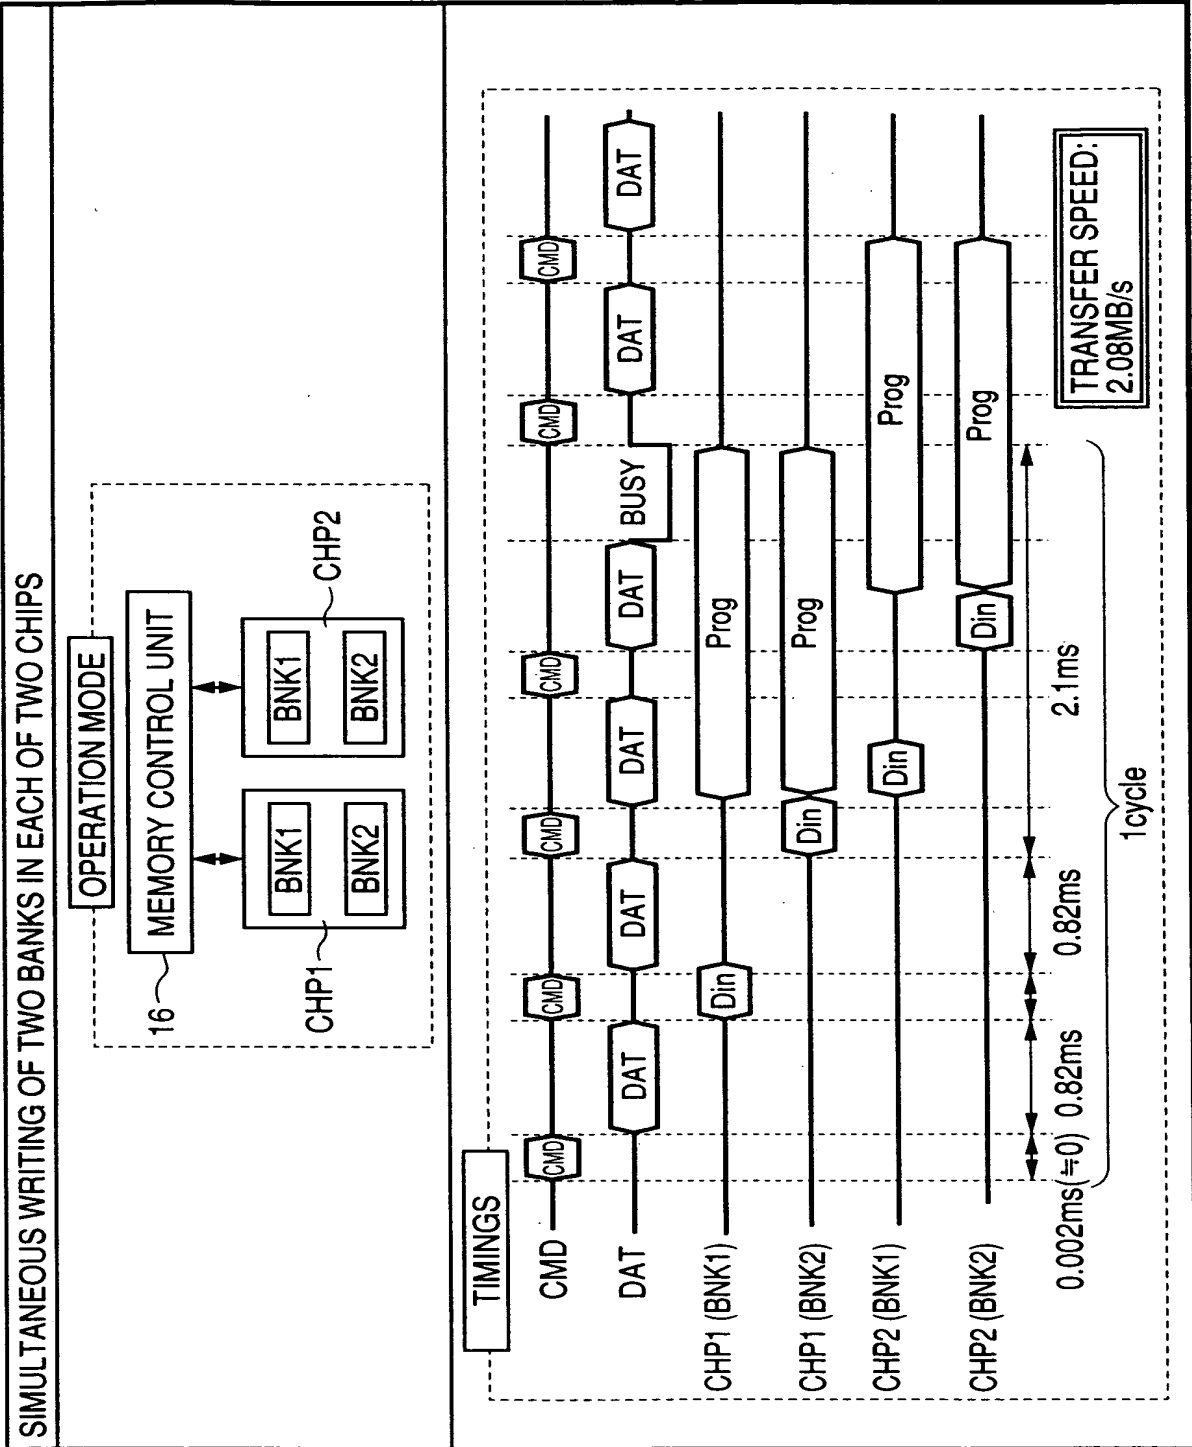 SIMULTANEOUS WRITING OF TWO BANKS IN EACH OF TWO CHIPS
OPERATION MODE
16
MEMORY CONTROL UNIT
CHP1
BNK1
BNK2
BNK1
BNK2
CHP2
TIMINGS
CMD
CMD
CMD
CMD
CMD
CMD
CMD
DAT
DAT
DAT
DAT
DAT
BUSY
DAT
DAT
CHP1 (BNK1)
Din
Prog
CHP1 (BNK2)
Din
Prog
CHP2 (BNK1)
Din
Prog
CHP2 (BNK2)
Din
Prog
0.002ms(≒0)
0.82ms
0.82ms
2.1ms
1cycle
TRANSFER SPEED:
2.08MB/s